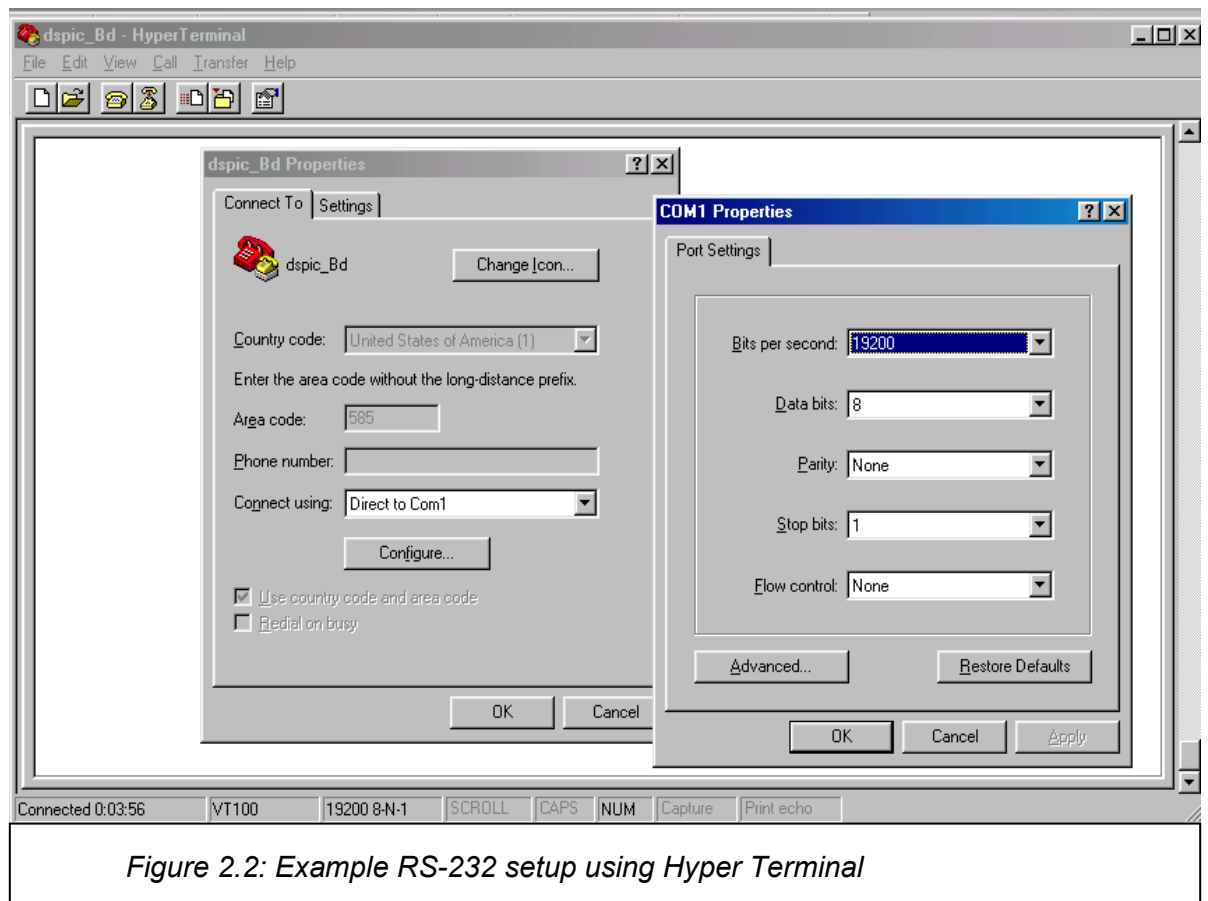 dspic_Bd - HyperTerminal
File Edit View Call Transfer Help
dspic_Bd Properties
Connect To Settings
dspic_Bd
Change Icon...
Country code: United States of America (1)
Enter the area code without the long-distance prefix.
Area code: 585
Phone number:
Connect using: Direct to Com1
Configure...
Use country code and area code
Redial on busy
OK Cancel
COM1 Properties
Port Settings
Bits per second: 19200
Data bits: 8
Parity: None
Stop bits: 1
Flow control: None
Advanced... Restore Defaults
OK Cancel Apply
Connected 0:03:56 VT100 19200 8-N-1 SCROLL CAPS NUM Capture Print echo
Figure 2.2: Example RS-232 setup using Hyper Terminal